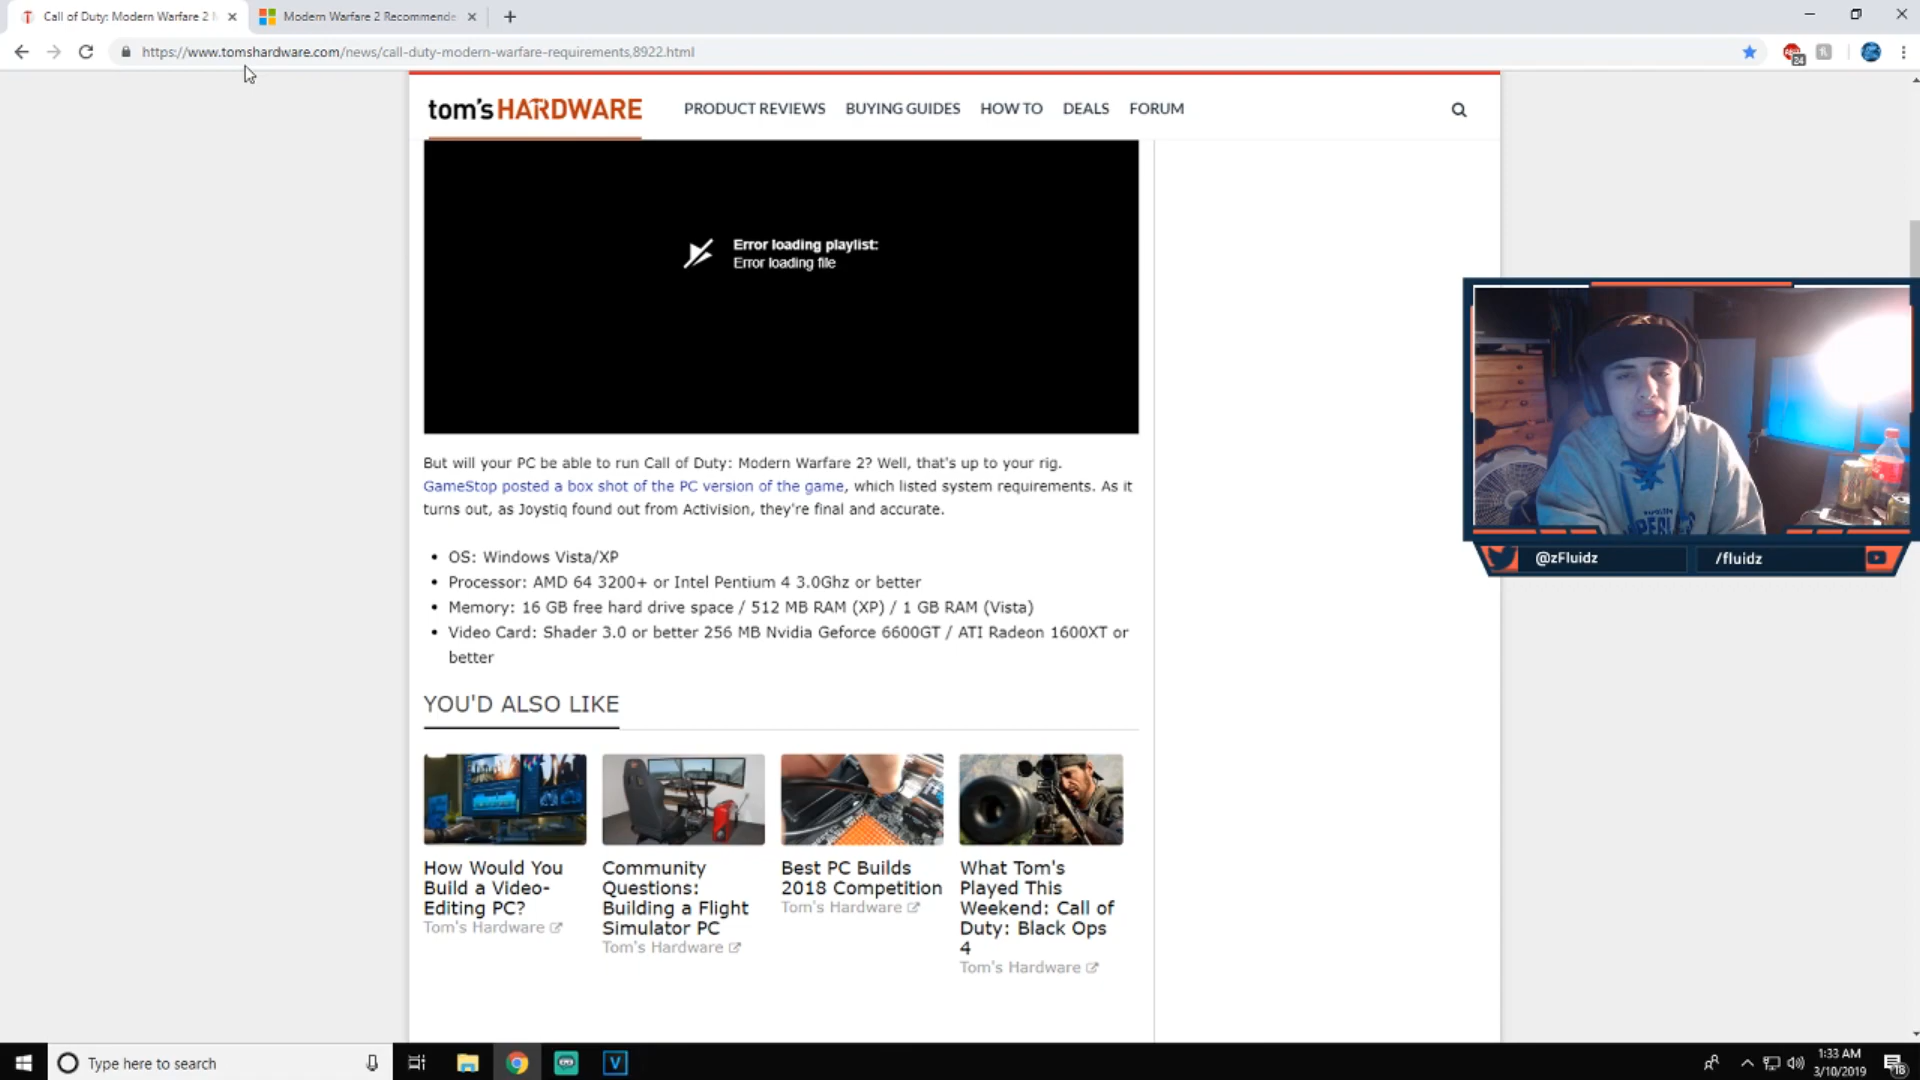 Call of Duty: Modern Warfare 2
Modern Warfare 2 Recommende
https://www.tomshardware.com/news/call-duty-modern-warfare-requirements,8922.html
24
tom's HARDWARE
PRODUCT REVIEWS
BUYING GUIDES
HOW TO
DEALS
FORUM
Error loading playlist:
Error loading file
But will your PC be able to run Call of Duty: Modern Warfare 2? Well, that's up to your rig.
GameStop posted a box shot of the PC version of the game, which listed system requirements. As it
turns out, as Joystiq found out from Activision, they're final and accurate.
• OS: Windows Vista/XP
• Processor: AMD 64 3200+ or Intel Pentium 4 3.0Ghz or better
• Memory: 16 GB free hard drive space / 512 MB RAM (XP) / 1 GB RAM (Vista)
• Video Card: Shader 3.0 or better 256 MB Nvidia Geforce 6600GT / ATI Radeon 1600XT or
better
@zFluidz
/fluidz
YOU'D ALSO LIKE
How Would You
Build a Video-
Editing PC?
Tom's Hardware
Community
Questions:
Building a Flight
Simulator PC
Tom's Hardware
Best PC Builds
2018 Competition
Tom's Hardware
What Tom's
Played This
Weekend: Call of
Duty: Black Ops
4
Tom's Hardware
Type here to search
V
1:33 AM
3/10/2019
18